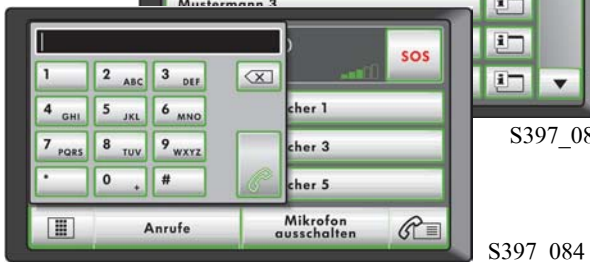 Mustermann 3
SOS
1 2 ABC 3 DEF
cher 1
4 GHI 5 JKL 6 MNO
S397_08
7 PQRS 8 TUV 9 WXYZ
cher 3
* 0 + #
cher 5
Anrufe
Mikrofon
ausschalten
S397_084